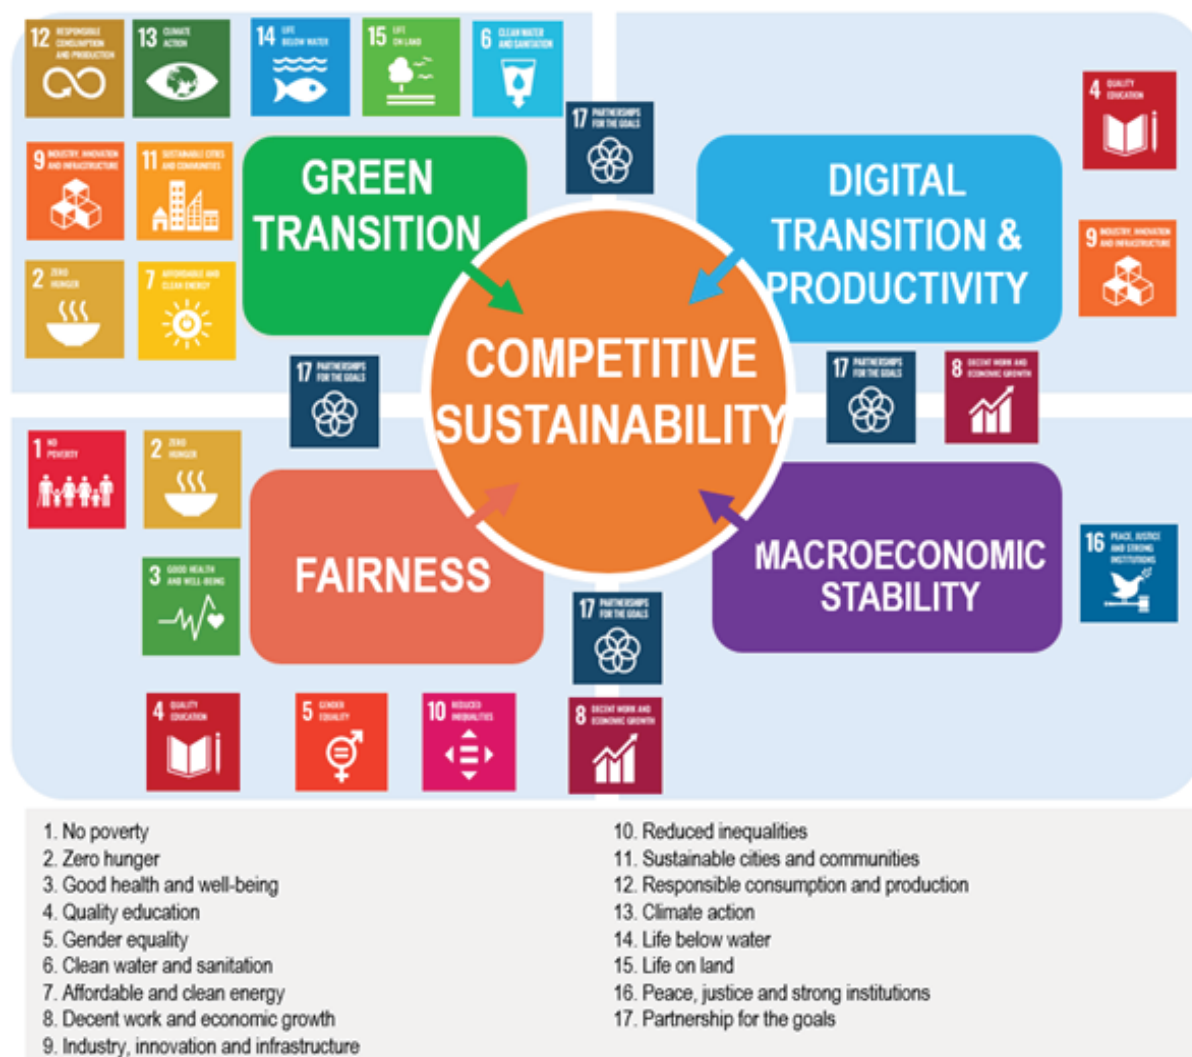 12 RESPONSIBLE
CONSUMPTION
AND PRODUCTION
13 CLIMATE
ACTION
14 LIFE
BELOW WATER
15 LIFE
ON LAND
6 CLEAN WATER
AND SANITATION
17 PARTNERSHIPS
FOR THE GOALS
4 QUALITY
EDUCATION
9 INDUSTRY, INNOVATION
AND INFRASTRUCTURE
11 SUSTAINABLE CITIES
AND COMMUNITIES
GREEN
TRANSITION
DIGITAL
TRANSITION &
PRODUCTIVITY
9 INDUSTRY, INNOVATION
AND INFRASTRUCTURE
2 ZERO
HUNGER
7 AFFORDABLE AND
CLEAN ENERGY
COMPETITIVE
SUSTAINABILITY
17 PARTNERSHIPS
FOR THE GOALS
17 PARTNERSHIPS
FOR THE GOALS
8 DECENT WORK AND
ECONOMIC GROWTH
1 NO
POVERTY
2 ZERO
HUNGER
3 GOOD HEALTH
AND WELL-BEING
FAIRNESS
MACROECONOMIC
STABILITY
16 PEACE, JUSTICE
AND STRONG
INSTITUTIONS
17 PARTNERSHIPS
FOR THE GOALS
4 QUALITY
EDUCATION
5 GENDER
EQUALITY
10 REDUCED
INEQUALITIES
8 DECENT WORK AND
ECONOMIC GROWTH
1. No poverty
2. Zero hunger
3. Good health and well-being
4. Quality education
5. Gender equality
6. Clean water and sanitation
7. Affordable and clean energy
8. Decent work and economic growth
9. Industry, innovation and infrastructure
10. Reduced inequalities
11. Sustainable cities and communities
12. Responsible consumption and production
13. Climate action
14. Life below water
15. Life on land
16. Peace, justice and strong institutions
17. Partnership for the goals